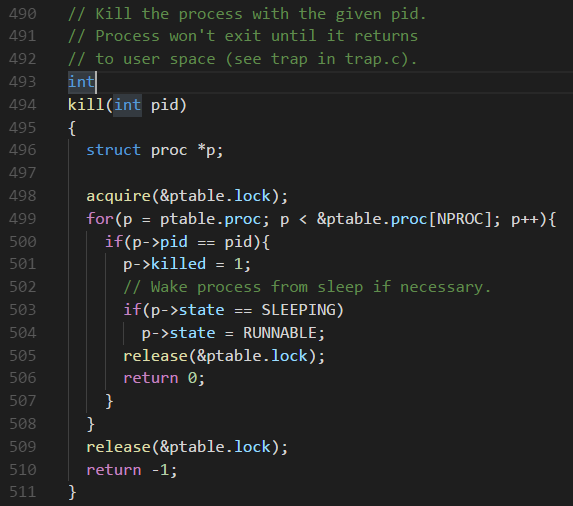 490 // Kill the process with the given pid.
491 // Process won't exit until it returns
492 // to user space (see trap in trap.c).
493 int
494 kill(int pid)
495 {
496   struct proc *p;
497
498   acquire(&ptable.lock);
499   for(p = ptable.proc; p < &ptable.proc[NPROC]; p++){
500     if(p->pid == pid){
501       p->killed = 1;
502       // Wake process from sleep if necessary.
503       if(p->state == SLEEPING)
504         p->state = RUNNABLE;
505       release(&ptable.lock);
506       return 0;
507     }
508   }
509   release(&ptable.lock);
510   return -1;
511 }